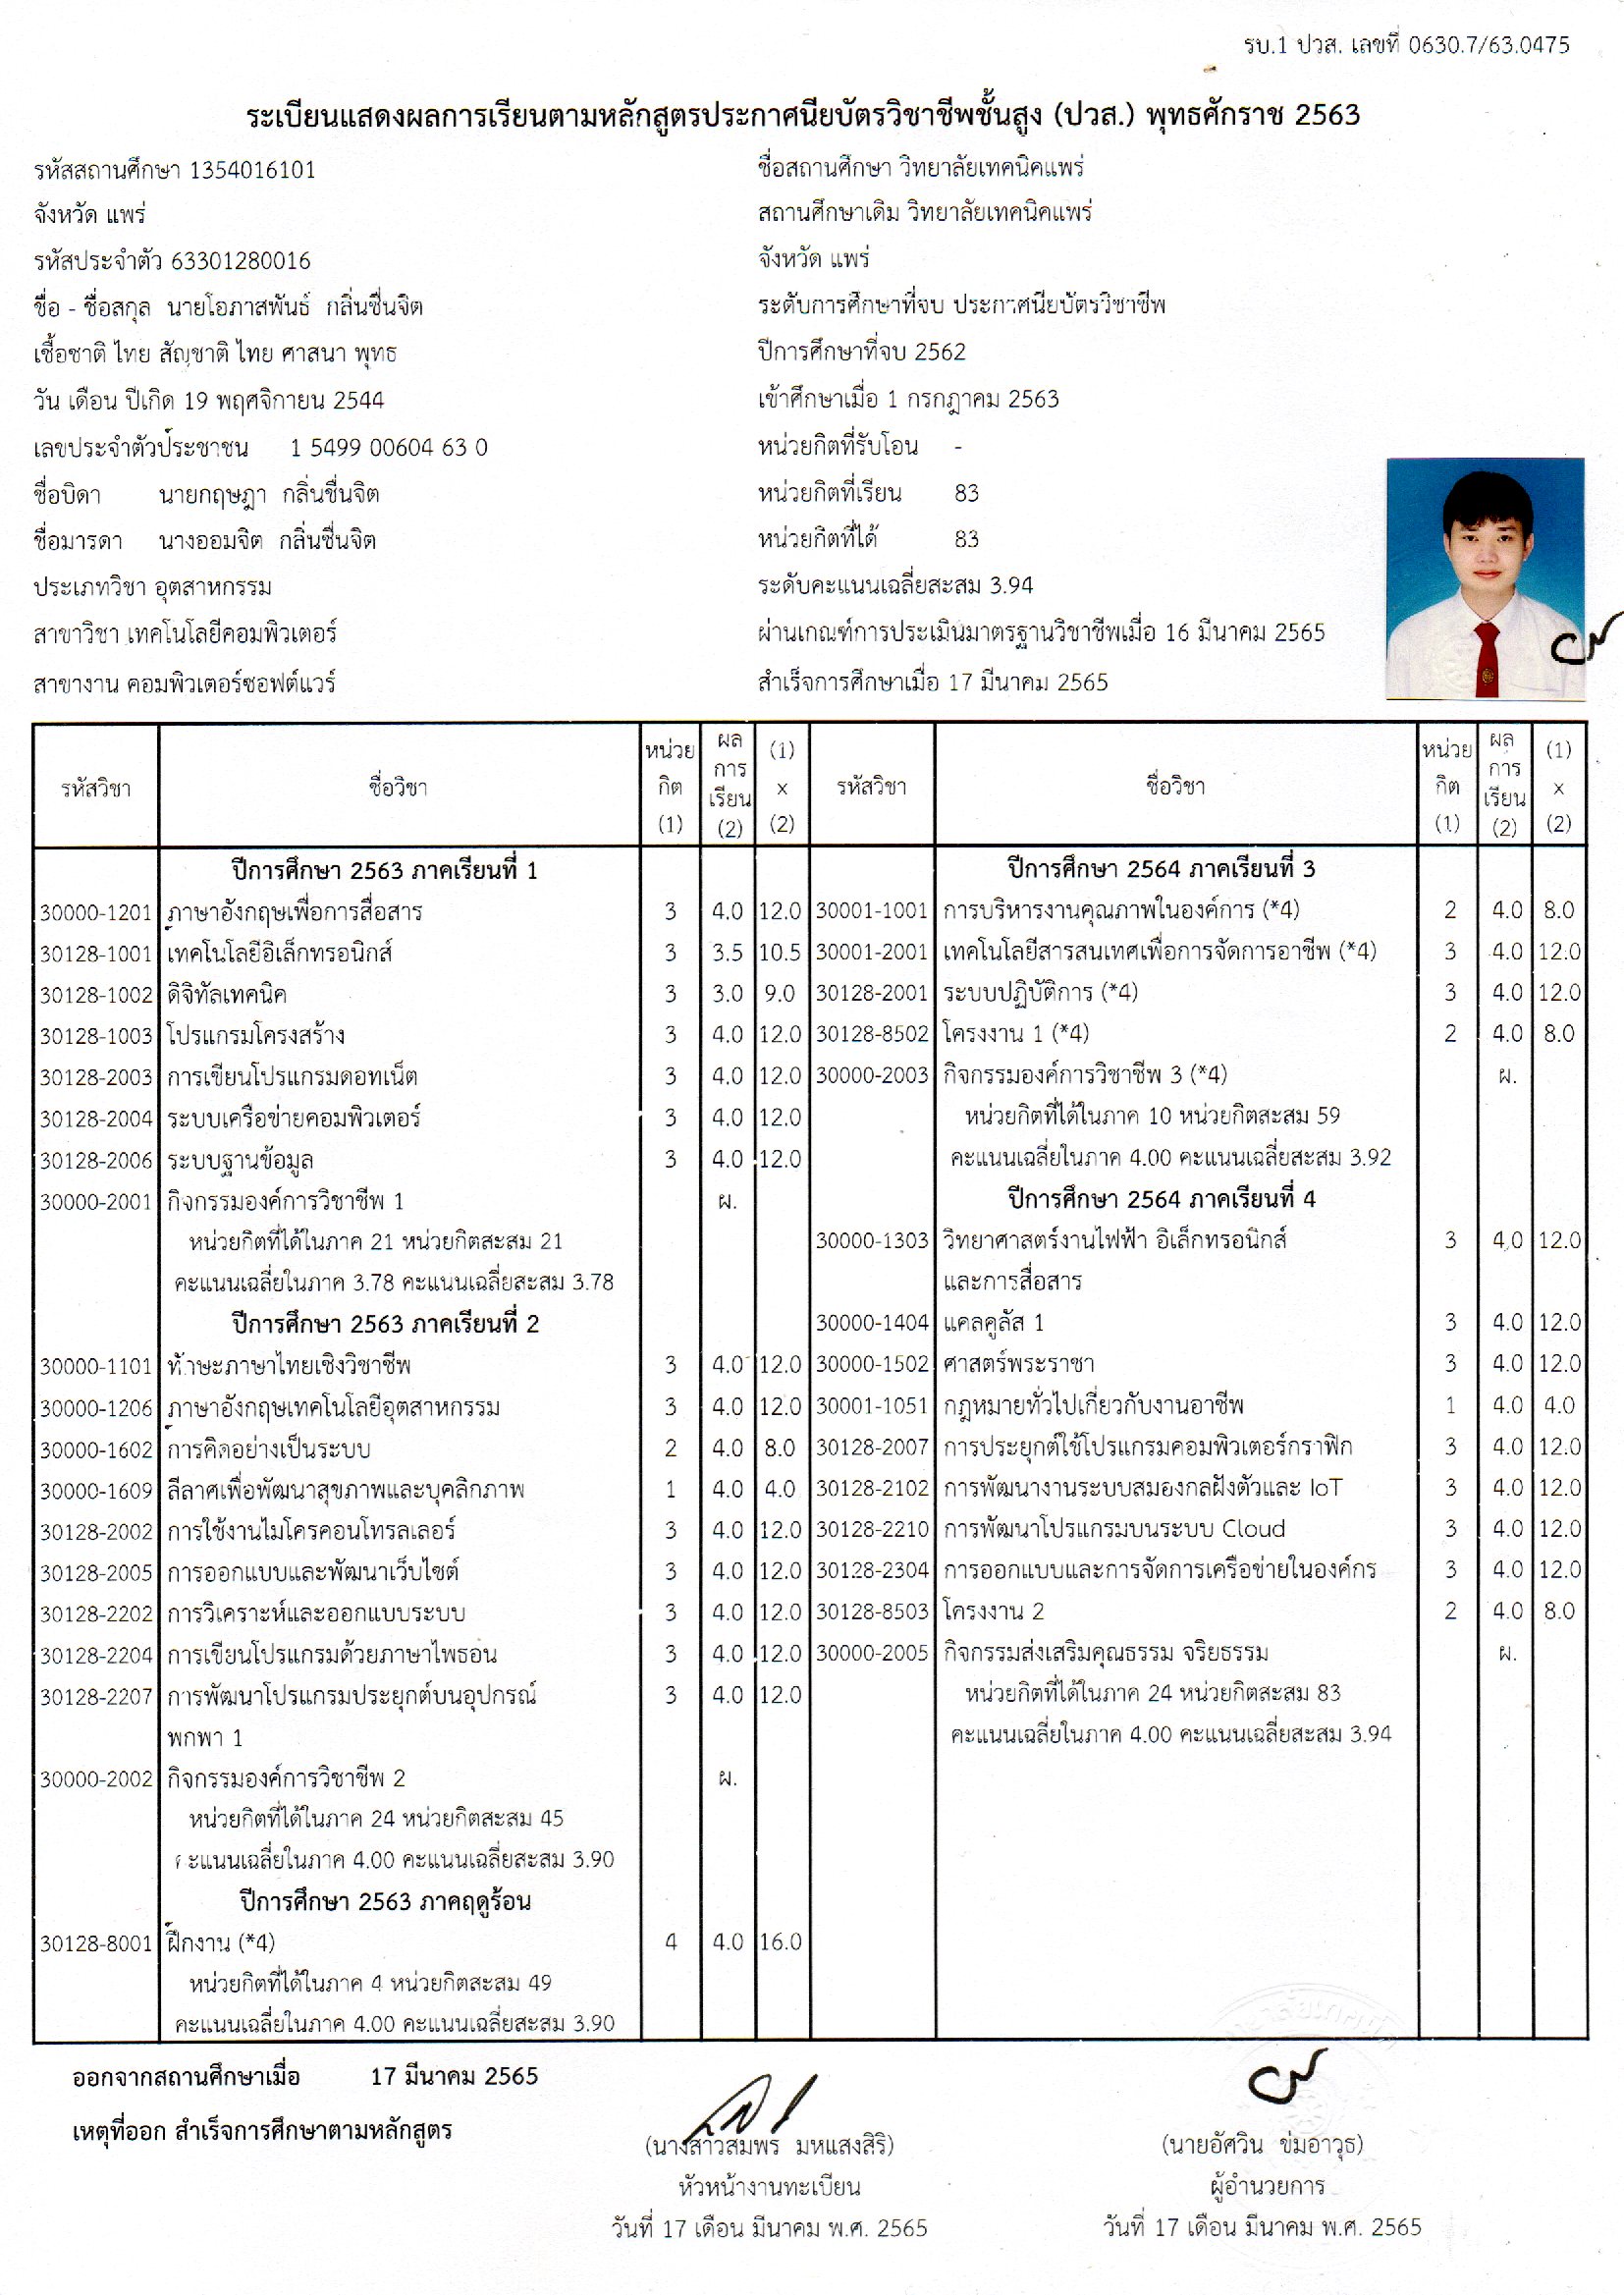 รบ.1 ปวส. เลขที่ 0630.7/63.0475
ระเบียนแสดงผลการเรียนตามหลักสูตรประกาศนียบัตรวิชาชีพชั้นสูง (ปวส.) พุทธศักราช 2563
รหัสสถานศึกษา 1354016101
จังหวัด แพร่
รหัสประจำตัว 63301280016
ชื่อ - ชื่อสกุล นายโอภาสพันธ์ กลิ่นชื่นจิต
เชื้อชาติ ไทย สัญชาติ ไทย ศาสนา พุทธ
วัน เดือน ปีเกิด 19 พฤศจิกายน 2544
เลขประจำตัวประชาชน 1 5499 00604 63 0
ชื่อบิดา นายกฤษฎา กลิ่นชื่นจิต
ชื่อมารดา นางออมจิต กลิ่นชื่นจิต
ประเภทวิชา อุตสาหกรรม
สาขาวิชา เทคโนโลยีคอมพิวเตอร์
สาขางาน คอมพิวเตอร์ซอฟต์แวร์
ชื่อสถานศึกษา วิทยาลัยเทคนิคแพร่
สถานศึกษาเดิม วิทยาลัยเทคนิคแพร่
จังหวัด แพร่
ระดับการศึกษาที่จบ ประกาศนียบัตรวิชาชีพ
ปีการศึกษาที่จบ 2562
เข้าศึกษาเมื่อ 1 กรกฎาคม 2563
หน่วยกิตที่รับโอน -
หน่วยกิตที่เรียน 83
หน่วยกิตที่ได้ 83
ระดับคะแนนเฉลี่ยสะสม 3.94
ผ่านเกณฑ์การประเมินมาตรฐานวิชาชีพเมื่อ 16 มีนาคม 2565
สำเร็จการศึกษาเมื่อ 17 มีนาคม 2565
รหัสวิชา ชื่อวิชา หน่วยกิต (1) ผลการเรียน (2) (1) x (2)
ปีการศึกษา 2563 ภาคเรียนที่ 1
30000-1201 ภาษาอังกฤษเพื่อการสื่อสาร 3 4.0 12.0
30128-1001 เทคโนโลยีอิเล็กทรอนิกส์ 3 3.5 10.5
30128-1002 ดิจิทัลเทคนิค 3 3.0 9.0
30128-1003 โปรแกรมโครงสร้าง 3 4.0 12.0
30128-2003 การเขียนโปรแกรมดอทเน็ต 3 4.0 12.0
30128-2004 ระบบเครือข่ายคอมพิวเตอร์ 3 4.0 12.0
30128-2006 ระบบฐานข้อมูล 3 4.0 12.0
30000-2001 กิจกรรมองค์การวิชาชีพ 1 ผ.
หน่วยกิตที่ได้ในภาค 21 หน่วยกิตสะสม 21
คะแนนเฉลี่ยในภาค 3.78 คะแนนเฉลี่ยสะสม 3.78
ปีการศึกษา 2563 ภาคเรียนที่ 2
30000-1101 ทักษะภาษาไทยเชิงวิชาชีพ 3 4.0 12.0
30000-1206 ภาษาอังกฤษเทคโนโลยีอุตสาหกรรม 3 4.0 12.0
30000-1602 การคิดอย่างเป็นระบบ 2 4.0 8.0
30000-1609 ลีลาศเพื่อพัฒนาสุขภาพและบุคลิกภาพ 1 4.0 4.0
30128-2002 การใช้งานไมโครคอนโทรลเลอร์ 3 4.0 12.0
30128-2005 การออกแบบและพัฒนาเว็บไซต์ 3 4.0 12.0
30128-2202 การวิเคราะห์และออกแบบระบบ 3 4.0 12.0
30128-2204 การเขียนโปรแกรมด้วยภาษาไพธอน 3 4.0 12.0
30128-2207 การพัฒนาโปรแกรมประยุกต์บนอุปกรณ์ 3 4.0 12.0
พกพา 1
30000-2002 กิจกรรมองค์การวิชาชีพ 2 ผ.
หน่วยกิตที่ได้ในภาค 24 หน่วยกิตสะสม 45
คะแนนเฉลี่ยในภาค 4.00 คะแนนเฉลี่ยสะสม 3.90
ปีการศึกษา 2563 ภาคฤดูร้อน
30128-8001 ฝึกงาน (*4) 4 4.0 16.0
หน่วยกิตที่ได้ในภาค 4 หน่วยกิตสะสม 49
คะแนนเฉลี่ยในภาค 4.00 คะแนนเฉลี่ยสะสม 3.90
รหัสวิชา ชื่อวิชา หน่วยกิต (1) ผลการเรียน (2) (1) x (2)
ปีการศึกษา 2564 ภาคเรียนที่ 3
30001-1001 การบริหารงานคุณภาพในองค์การ (*4) 2 4.0 8.0
30001-2001 เทคโนโลยีสารสนเทศเพื่อการจัดการอาชีพ (*4) 3 4.0 12.0
30128-2001 ระบบปฏิบัติการ (*4) 3 4.0 12.0
30128-8502 โครงงาน 1 (*4) 2 4.0 8.0
30000-2003 กิจกรรมองค์การวิชาชีพ 3 (*4) ผ.
หน่วยกิตที่ได้ในภาค 10 หน่วยกิตสะสม 59
คะแนนเฉลี่ยในภาค 4.00 คะแนนเฉลี่ยสะสม 3.92
ปีการศึกษา 2564 ภาคเรียนที่ 4
30000-1303 วิทยาศาสตร์งานไฟฟ้า อิเล็กทรอนิกส์ 3 4.0 12.0
และการสื่อสาร
30000-1404 แคลคูลัส 1 3 4.0 12.0
30000-1502 ศาสตร์พระราชา 3 4.0 12.0
30001-1051 กฎหมายทั่วไปเกี่ยวกับงานอาชีพ 1 4.0 4.0
30128-2007 การประยุกต์ใช้โปรแกรมคอมพิวเตอร์กราฟิก 3 4.0 12.0
30128-2102 การพัฒนางานระบบสมองกลฝังตัวและ IoT 3 4.0 12.0
30128-2210 การพัฒนาโปรแกรมบนระบบ Cloud 3 4.0 12.0
30128-2304 การออกแบบและการจัดการเครือข่ายในองค์กร 3 4.0 12.0
30128-8503 โครงงาน 2 2 4.0 8.0
30000-2005 กิจกรรมส่งเสริมคุณธรรม จริยธรรม ผ.
หน่วยกิตที่ได้ในภาค 24 หน่วยกิตสะสม 83
คะแนนเฉลี่ยในภาค 4.00 คะแนนเฉลี่ยสะสม 3.94
ออกจากสถานศึกษาเมื่อ 17 มีนาคม 2565
เหตุที่ออก สำเร็จการศึกษาตามหลักสูตร
(นางสาวสมพร มหแสงสิริ)
หัวหน้างานทะเบียน
วันที่ 17 เดือน มีนาคม พ.ศ. 2565
(นายอัศวิน ข่มอาวุธ)
ผู้อำนวยการ
วันที่ 17 เดือน มีนาคม พ.ศ. 2565